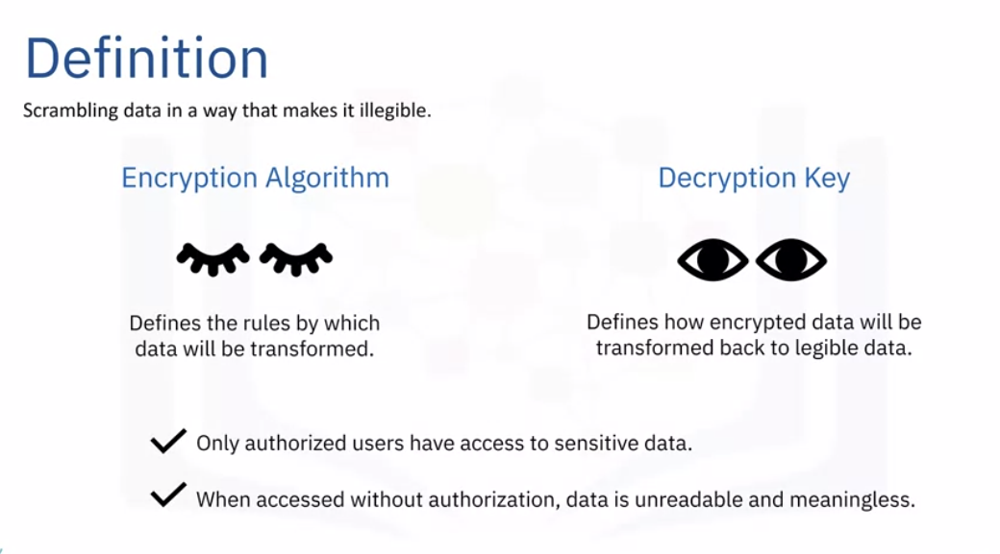 Definition
Scrambling data in a way that makes it illegible.
Encryption Algorithm
Defines the rules by which
data will be transformed.
Decryption Key
Defines how encrypted data will be
transformed back to legible data.
Only authorized users have access to sensitive data.
When accessed without authorization, data is unreadable and meaningless.